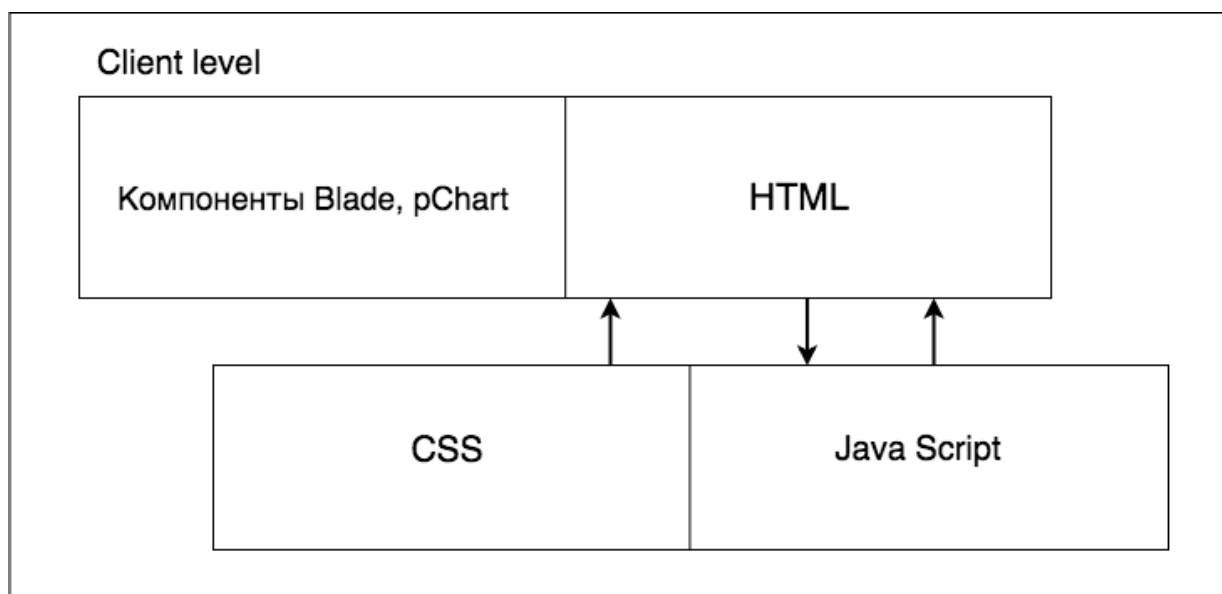 Client level
Компоненты Blade, pChart
HTML
CSS
Java Script